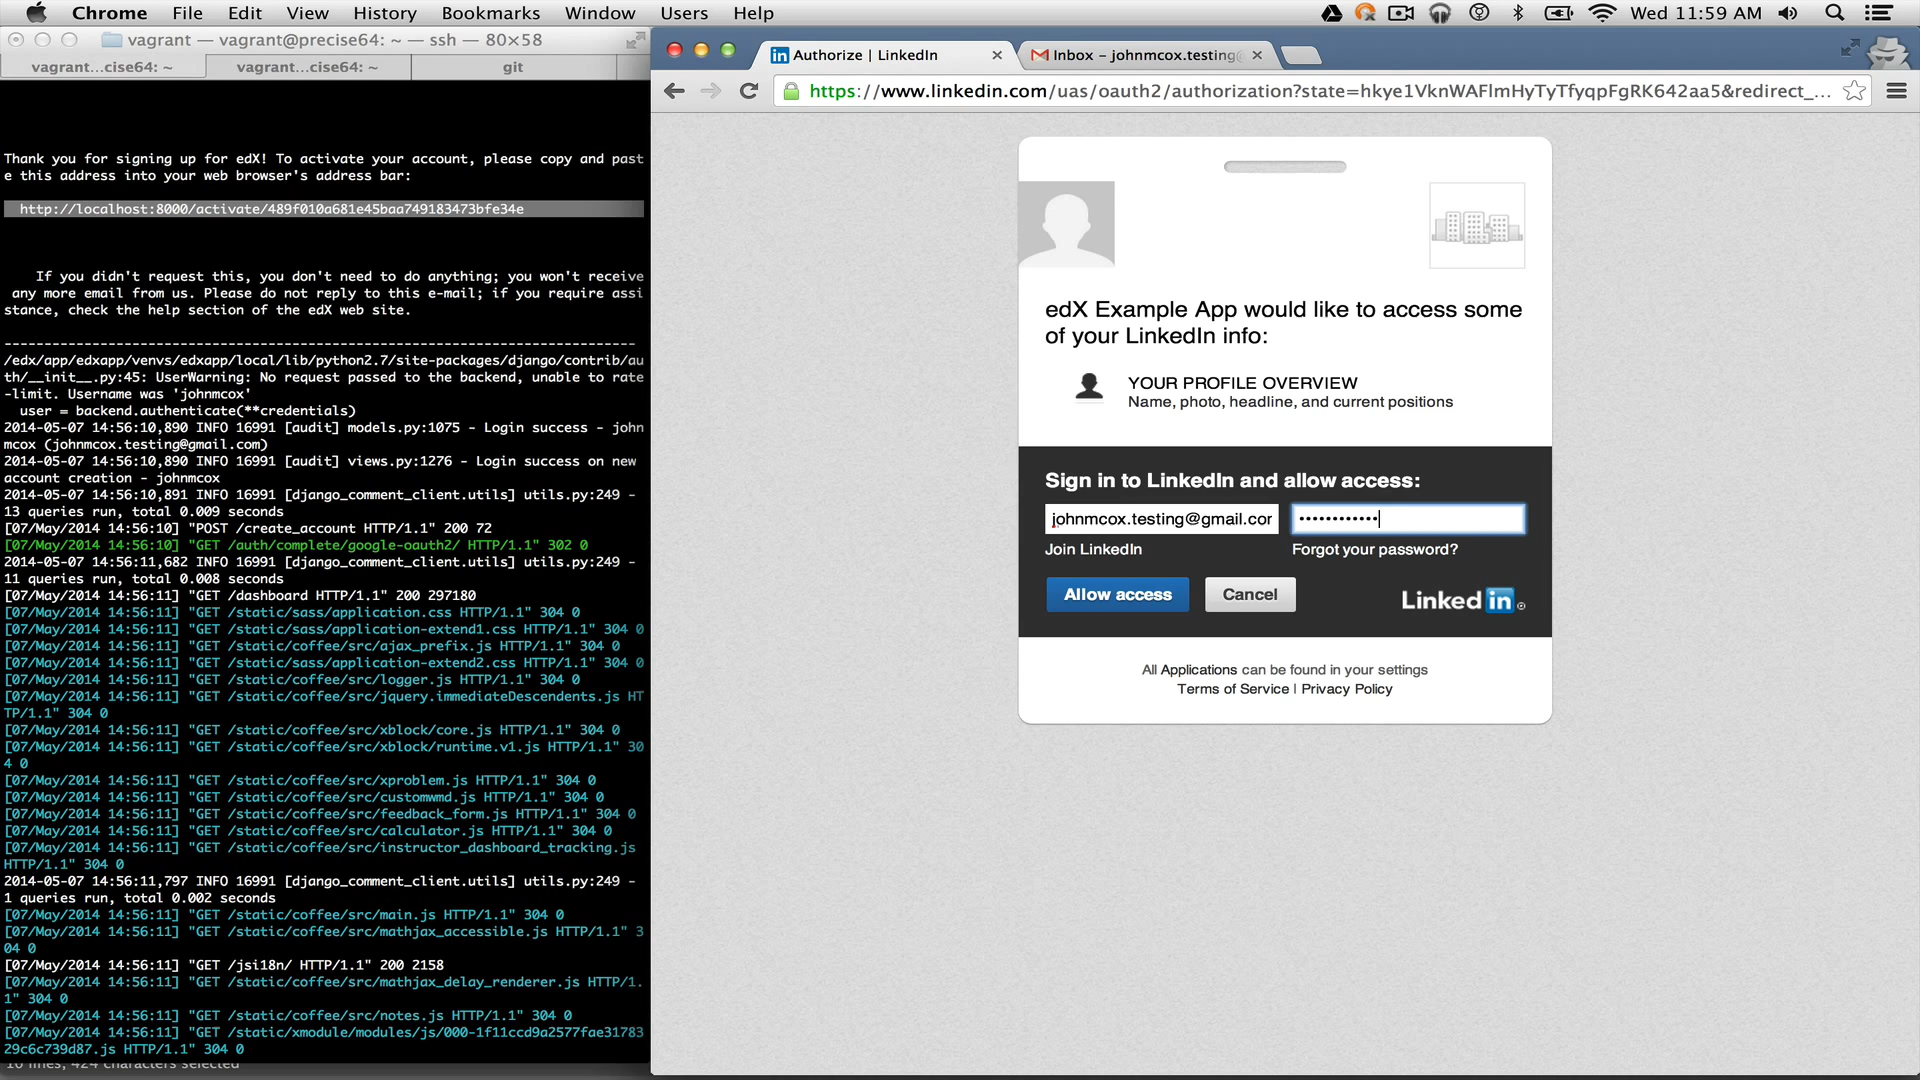 Chrome File Edit View History Bookmarks Window Users Help Wed 11:59 AM
vagrant — vagrant@precise64: ~ — ssh — 80×58
vagrant...cise64: ~ vagrant...cise64: ~ git
Thank you for signing up for edX! To activate your account, please copy and past
e this address into your web browser's address bar:
http://localhost:8000/activate/489f010a681e45baa749183473bfe34e
If you didn't request this, you don't need to do anything; you won't receive
any more email from us. Please do not reply to this e-mail; if you require assi
stance, check the help section of the edX web site.
--------------------------------------------------------------------------------
/edx/app/edxapp/venvs/edxapp/local/lib/python2.7/site-packages/django/contrib/au
th/__init__.py:45: UserWarning: No request passed to the backend, unable to rate
-limit. Username was 'johnmcox'
user = backend.authenticate(**credentials)
2014-05-07 14:56:10,890 INFO 16991 [audit] models.py:1075 - Login success - john
mcox (johnmcox.testing@gmail.com)
2014-05-07 14:56:10,890 INFO 16991 [audit] views.py:1276 - Login success on new
account creation - johnmcox
2014-05-07 14:56:10,891 INFO 16991 [django_comment_client.utils] utils.py:249 -
13 queries run, total 0.009 seconds
[07/May/2014 14:56:10] "POST /create_account HTTP/1.1" 200 72
[07/May/2014 14:56:10] "GET /auth/complete/google-oauth2/ HTTP/1.1" 302 0
2014-05-07 14:56:11,682 INFO 16991 [django_comment_client.utils] utils.py:249 -
11 queries run, total 0.008 seconds
[07/May/2014 14:56:11] "GET /dashboard HTTP/1.1" 200 297180
[07/May/2014 14:56:11] "GET /static/sass/application.css HTTP/1.1" 304 0
[07/May/2014 14:56:11] "GET /static/sass/application-extend1.css HTTP/1.1" 304 0
[07/May/2014 14:56:11] "GET /static/coffee/src/ajax_prefix.js HTTP/1.1" 304 0
[07/May/2014 14:56:11] "GET /static/sass/application-extend2.css HTTP/1.1" 304 0
[07/May/2014 14:56:11] "GET /static/coffee/src/logger.js HTTP/1.1" 304 0
[07/May/2014 14:56:11] "GET /static/coffee/src/jquery.immediateDescendents.js HT
TP/1.1" 304 0
[07/May/2014 14:56:11] "GET /static/coffee/src/xblock/core.js HTTP/1.1" 304 0
[07/May/2014 14:56:11] "GET /static/coffee/src/xblock/runtime.v1.js HTTP/1.1" 30
4 0
[07/May/2014 14:56:11] "GET /static/coffee/src/xproblem.js HTTP/1.1" 304 0
[07/May/2014 14:56:11] "GET /static/coffee/src/customwmd.js HTTP/1.1" 304 0
[07/May/2014 14:56:11] "GET /static/coffee/src/feedback_form.js HTTP/1.1" 304 0
[07/May/2014 14:56:11] "GET /static/coffee/src/calculator.js HTTP/1.1" 304 0
[07/May/2014 14:56:11] "GET /static/coffee/src/instructor_dashboard_tracking.js
HTTP/1.1" 304 0
2014-05-07 14:56:11,797 INFO 16991 [django_comment_client.utils] utils.py:249 -
1 queries run, total 0.002 seconds
[07/May/2014 14:56:11] "GET /static/coffee/src/main.js HTTP/1.1" 304 0
[07/May/2014 14:56:11] "GET /static/coffee/src/mathjax_accessible.js HTTP/1.1" 3
04 0
[07/May/2014 14:56:11] "GET /jsi18n/ HTTP/1.1" 200 2158
[07/May/2014 14:56:11] "GET /static/coffee/src/mathjax_delay_renderer.js HTTP/1.
1" 304 0
[07/May/2014 14:56:11] "GET /static/coffee/src/notes.js HTTP/1.1" 304 0
[07/May/2014 14:56:11] "GET /static/xmodule/modules/js/000-1f11ccd9a2577fae31783
29c6c739d87.js HTTP/1.1" 304 0
16 lines, 424 characters selected
Authorize | LinkedIn Inbox – johnmcox.testing@
https://www.linkedin.com/uas/oauth2/authorization?state=hkye1VknWAFlmHyTyTfyqpFgRK642aa5&redirect_...
edX Example App would like to access some
of your LinkedIn info:
YOUR PROFILE OVERVIEW
Name, photo, headline, and current positions
Sign in to LinkedIn and allow access:
johnmcox.testing@gmail.cor ••••••••••••
Join LinkedIn Forgot your password?
Allow access Cancel Linked in
All Applications can be found in your settings
Terms of Service | Privacy Policy